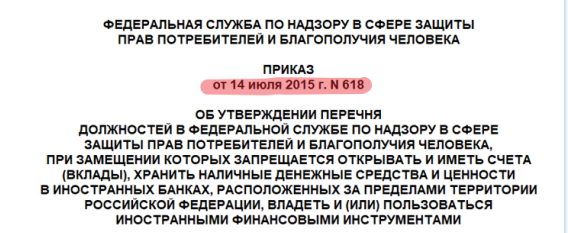 ФЕДЕРАЛЬНАЯ СЛУЖБА ПО НАДЗОРУ В СФЕРЕ ЗАЩИТЫ
ПРАВ ПОТРЕБИТЕЛЕЙ И БЛАГОПОЛУЧИЯ ЧЕЛОВЕКА
ПРИКАЗ
от 14 июля 2015 г. N 618
ОБ УТВЕРЖДЕНИИ ПЕРЕЧНЯ
ДОЛЖНОСТЕЙ В ФЕДЕРАЛЬНОЙ СЛУЖБЕ ПО НАДЗОРУ В СФЕРЕ
ЗАЩИТЫ ПРАВ ПОТРЕБИТЕЛЕЙ И БЛАГОПОЛУЧИЯ ЧЕЛОВЕКА,
ПРИ ЗАМЕЩЕНИИ КОТОРЫХ ЗАПРЕЩАЕТСЯ ОТКРЫВАТЬ И ИМЕТЬ СЧЕТА
(ВКЛАДЫ), ХРАНИТЬ НАЛИЧНЫЕ ДЕНЕЖНЫЕ СРЕДСТВА И ЦЕННОСТИ
В ИНОСТРАННЫХ БАНКАХ, РАСПОЛОЖЕННЫХ ЗА ПРЕДЕЛАМИ ТЕРРИТОРИИ
РОССИЙСКОЙ ФЕДЕРАЦИИ, ВЛАДЕТЬ И (ИЛИ) ПОЛЬЗОВАТЬСЯ
ИНОСТРАННЫМИ ФИНАНСОВЫМИ ИНСТРУМЕНТАМИ